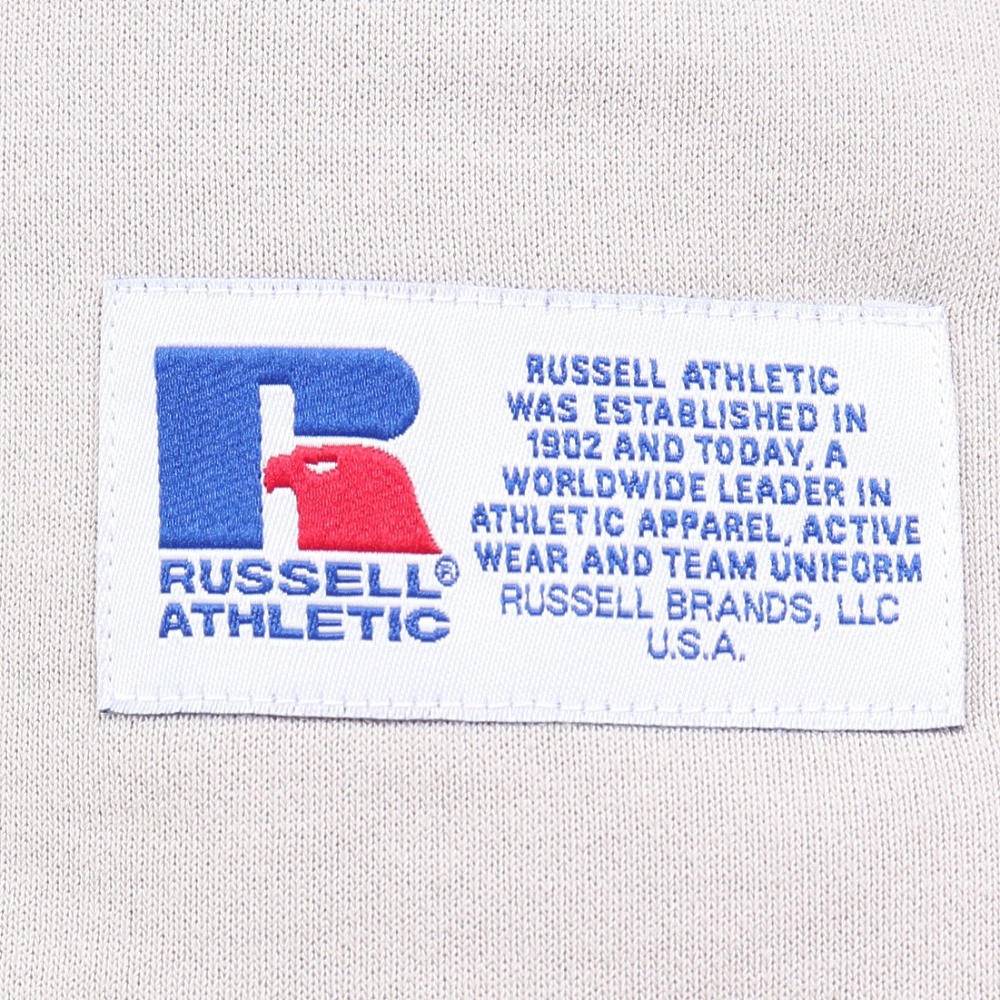 RUSSELL®
ATHLETIC
RUSSELL ATHLETIC
WAS ESTABLISHED IN
1902 AND TODAY, A
WORLDWIDE LEADER IN
ATHLETIC APPAREL, ACTIVE
WEAR AND TEAM UNIFORM
RUSSELL BRANDS, LLC
U.S.A.